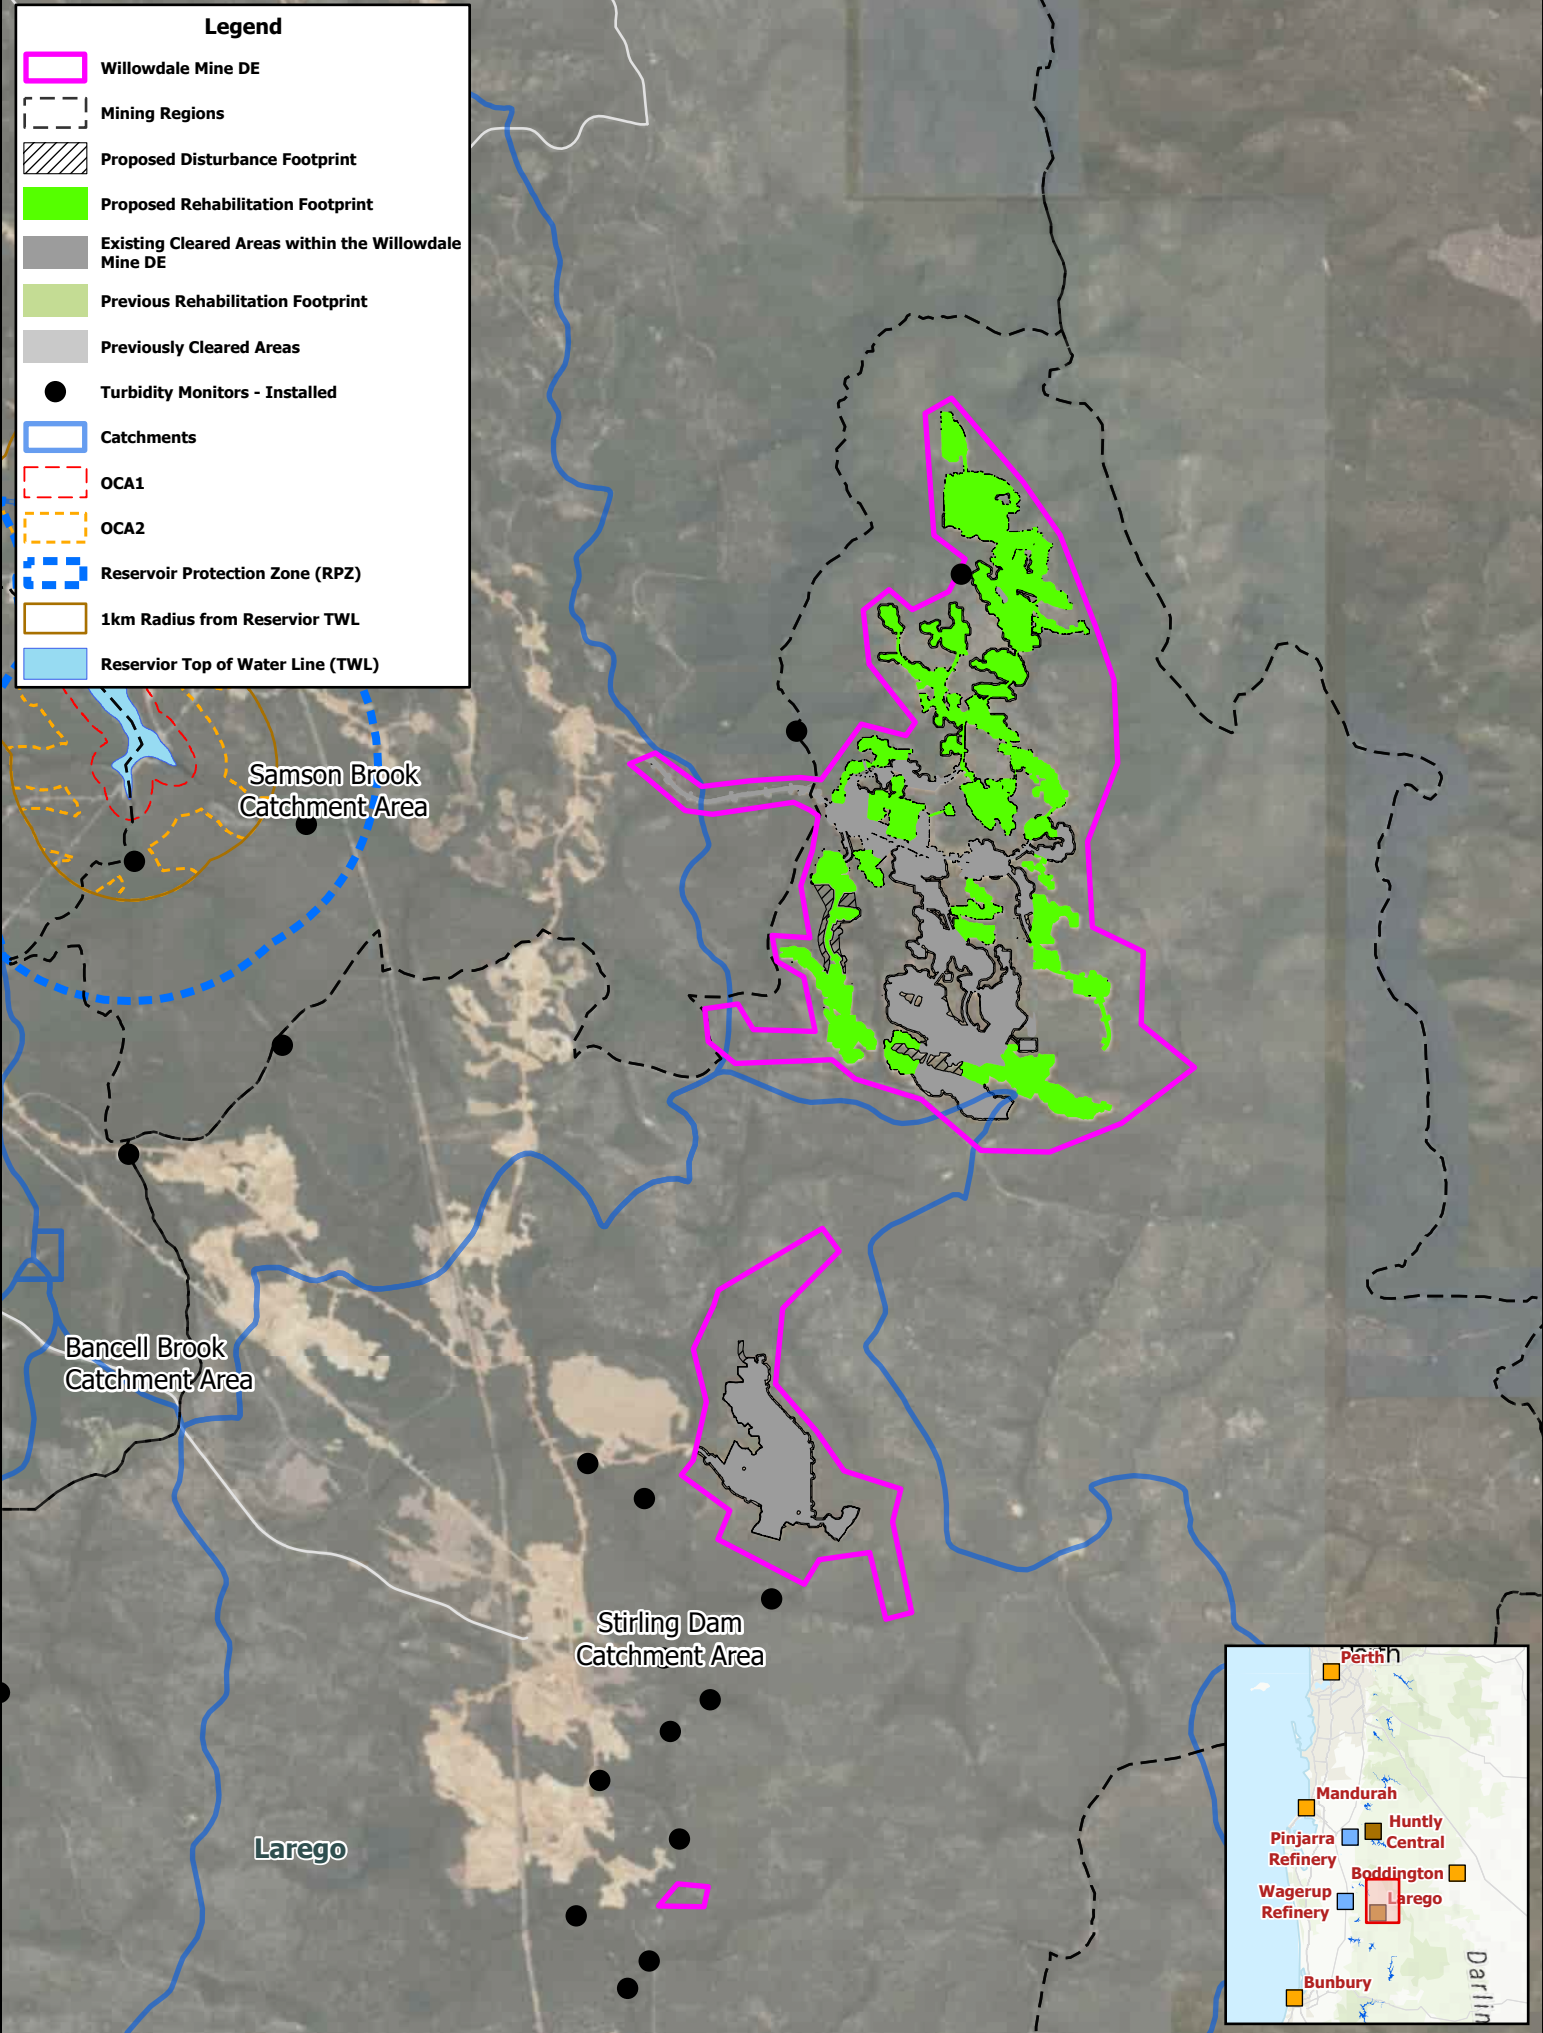 Legend
Willowdale Mine DE
Mining Regions
Proposed Disturbance Footprint
Proposed Rehabilitation Footprint
Existing Cleared Areas within the Willowdale
Mine DE
Previous Rehabilitation Footprint
Previously Cleared Areas
Turbidity Monitors - Installed
Catchments
OCA1
OCA2
Reservoir Protection Zone (RPZ)
1km Radius from Reservior TWL
Reservior Top of Water Line (TWL)
Samson Brook
Catchment Area
Bancell Brook
Catchment Area
Stirling Dam
Catchment Area
Larego
Perth
Mandurah
Huntly
Central
Pinjarra
Refinery
Boddington
Wagerup
Refinery
Larego
Bunbury
Darlin